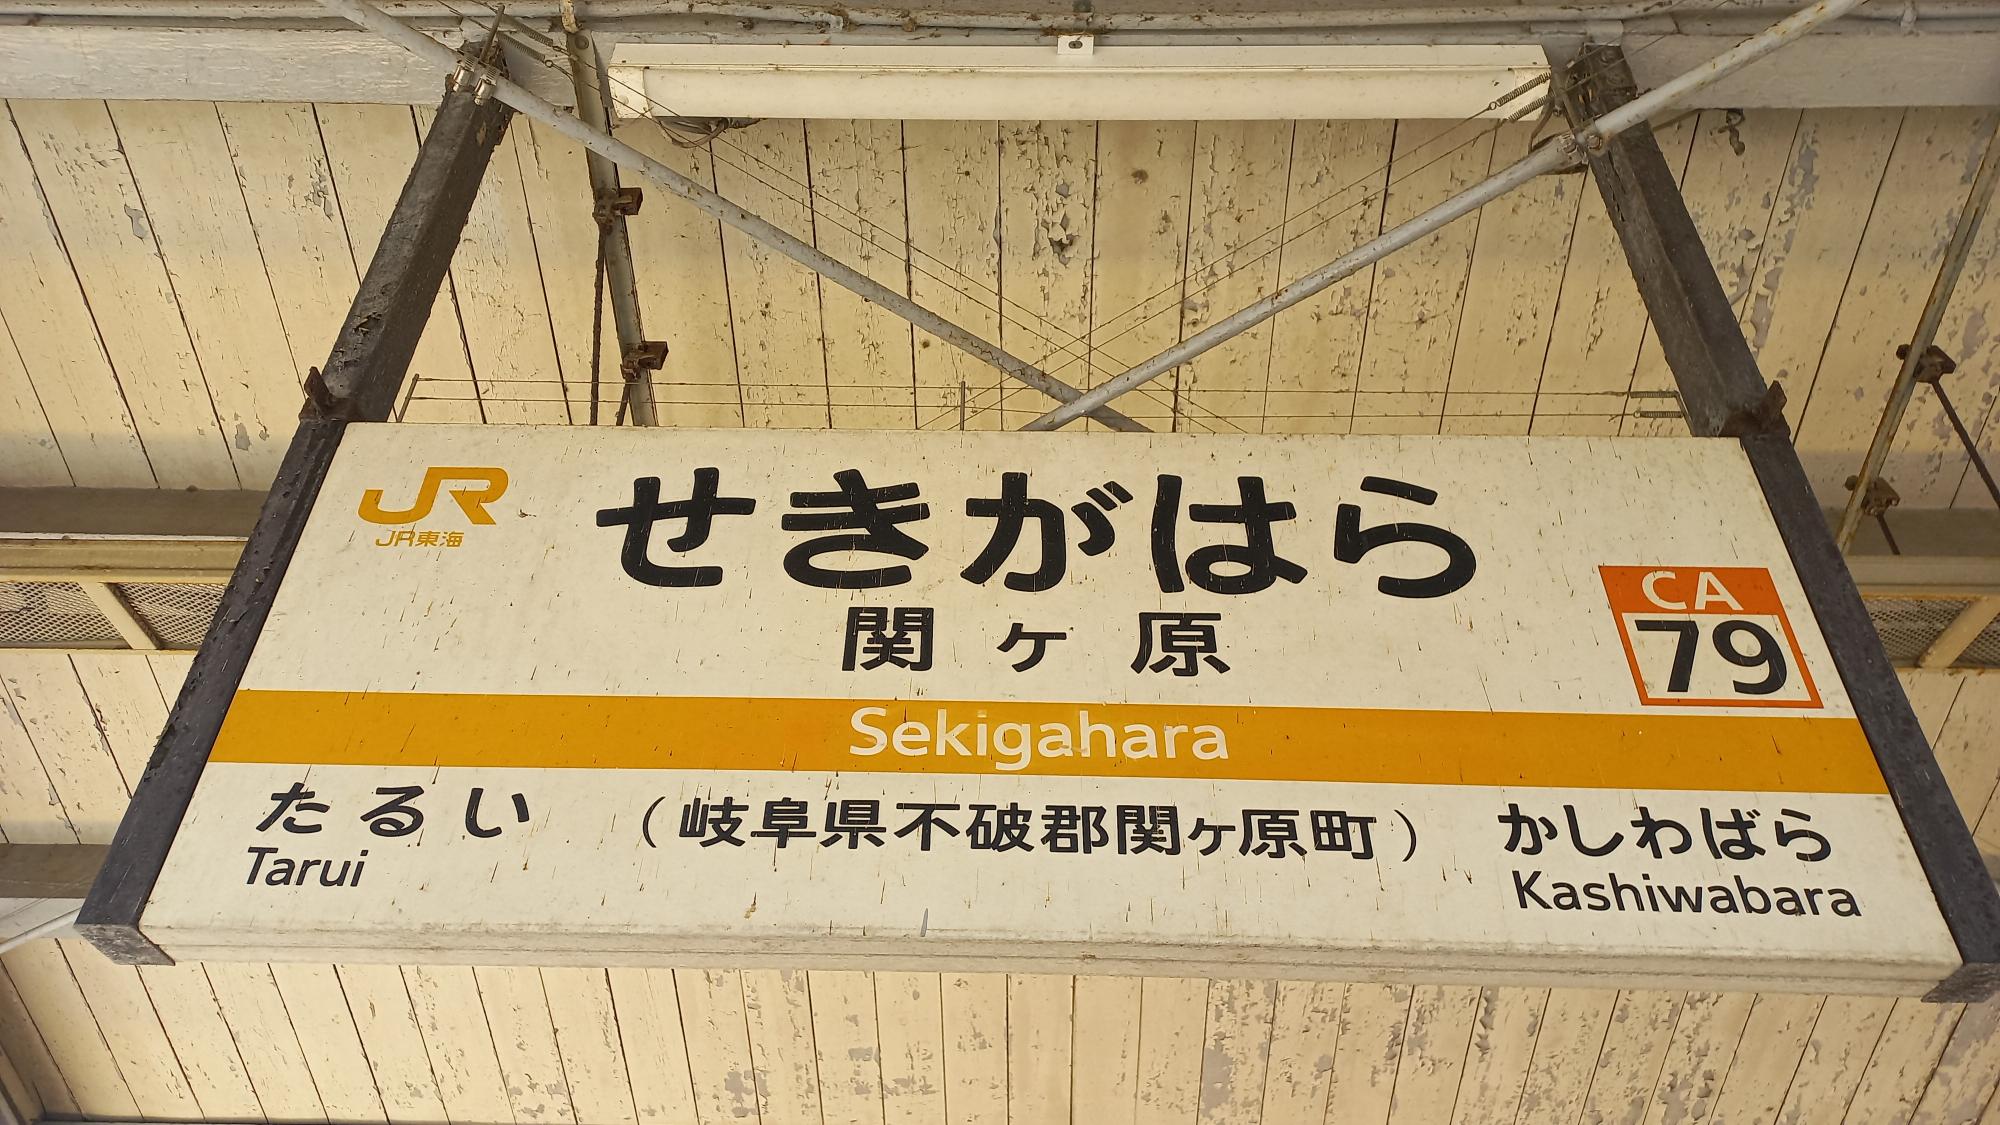 JR
JR東海
せきがはら
関ヶ原
CA
79
Sekigahara
たるい
Tarui
（岐阜県不破郡関ヶ原町）
かしわばら
Kashiwabara